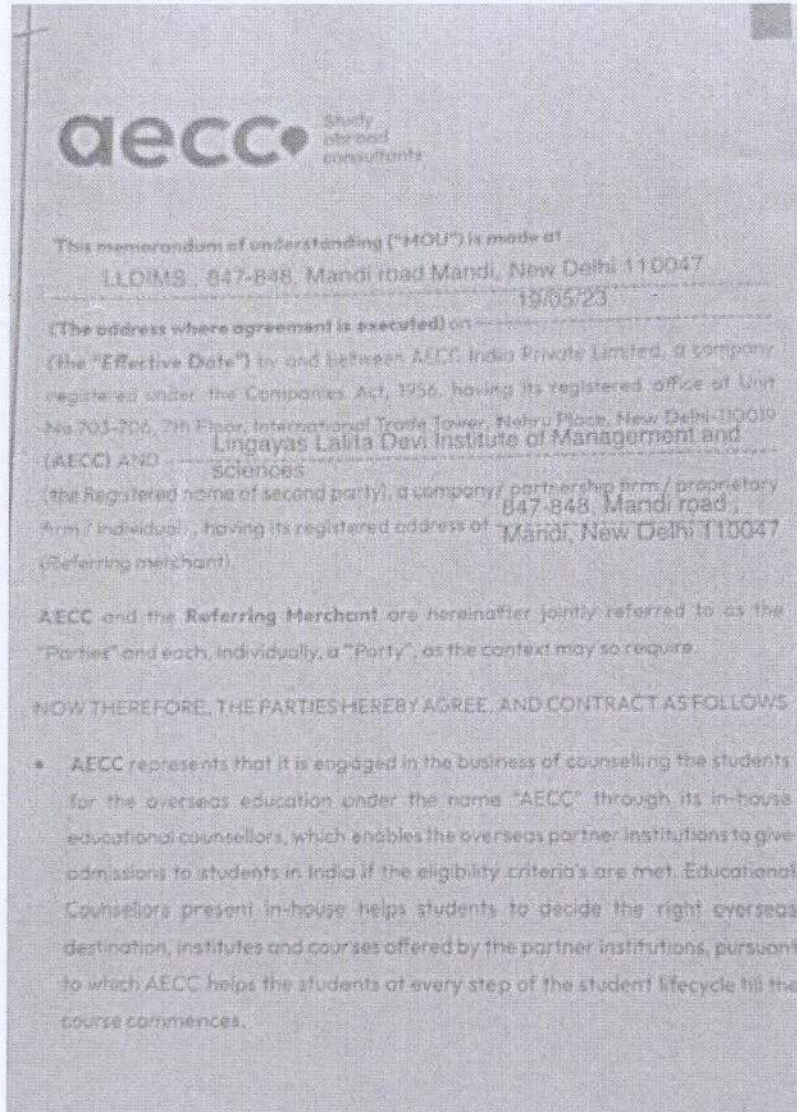 aecc
Study
abroad
consultants
This memorandum of understanding ("MOU") is made at
LLDIMS , 847-848, Mandi road Mandi, New Delhi 110047
19/05/23
(The address where agreement is executed) on
(the "Effective Date") by and between AECC India Private Limited, a company
registered under the Companies Act, 1956, having its registered office at Unit
No.703-706, 7th Floor, International Trade Tower, Nehru Place, New Delhi-110019
(AECC) AND Lingayas Lalita Devi Institute of Management and
sciences
(the Registered name of second party), a company/ partnership firm / proprietary
firm / Individual) , having its registered address at 847-848, Mandi road ,
Mandi, New Delhi 110047
(Referring merchant).
AECC and the Referring Merchant are hereinafter jointly referred to as the
"Parties" and each, individually, a "Party", as the context may so require.
NOW THEREFORE, THE PARTIES HEREBY AGREE, AND CONTRACT AS FOLLOWS
• AECC represents that it is engaged in the business of counselling the students
for the overseas education under the name "AECC" through its in-house
educational counsellors, which enables the overseas partner institutions to give
admissions to students in India if the eligibility criteria's are met. Educational
Counsellors present in-house helps students to decide the right overseas
destination, institutes and courses offered by the partner institutions, pursuant
to which AECC helps the students at every step of the student lifecycle till the
course commences.